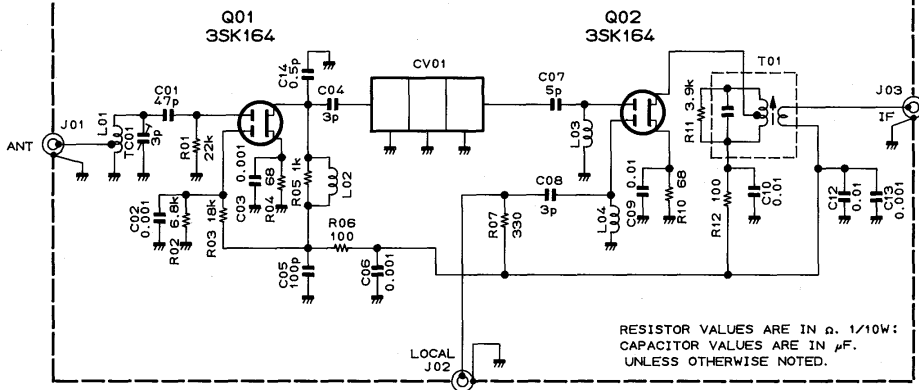 Q01
3SK164
Q02
3SK164
C14
0.5p
CV01
T01
C01
47p
C04
3p
C07
5p
R11 3.9k
J03
IF
J01
ANT
L01
TC01
3p
R01
22k
C03
0.001
R04
68
R05 1k
L02
L03
C09
0.01
68
R10
C08
3p
L04
C02
0.001
R02
6.8k
R03
18k
R06
100
R07
330
R12
100
C10
0.01
C12
0.01
C13
0.001
C05
100p
C06
0.001
LOCAL
J02
RESISTOR VALUES ARE IN Ω. 1/10W:
CAPACITOR VALUES ARE IN µF.
UNLESS OTHERWISE NOTED.